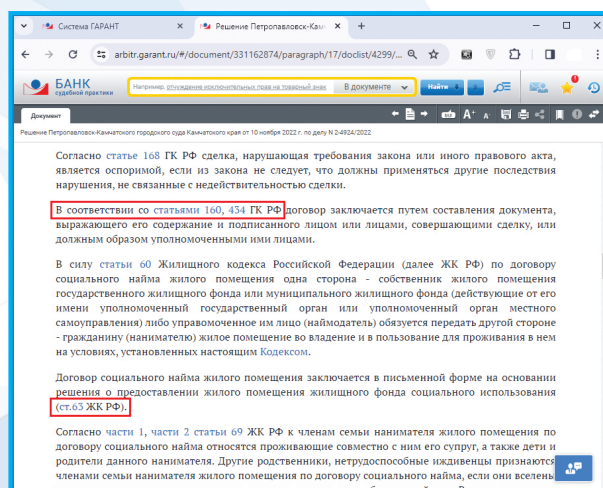 Система ГАРАНТ
Решение Петропавловск-Кам
arbitr.garant.ru/#/document/331162874/paragraph/17/doclist/4299/...
БАНК
судебной практики
Например, отчуждение исключительных прав на товарный знак
В документе
Найти
Документ
A+ A-
Решение Петропавловск-Камчатского городского суда Камчатского края от 10 ноября 2022 г. по делу N 2-4924/2022
Согласно статье 168 ГК РФ сделка, нарушающая требования закона или иного правового акта,
является оспоримой, если из закона не следует, что должны применяться другие последствия
нарушения, не связанные с недействительностью сделки.
В соответствии со статьями 160, 434 ГК РФ договор заключается путем составления документа,
выражающего его содержание и подписанного лицом или лицами, совершающими сделку, или
должным образом уполномоченными ими лицами.
В силу статьи 60 Жилищного кодекса Российской Федерации (далее ЖК РФ) по договору
социального найма жилого помещения одна сторона - собственник жилого помещения
государственного жилищного фонда или муниципального жилищного фонда (действующие от его
имени уполномоченный государственный орган или уполномоченный орган местного
самоуправления) либо управомоченное им лицо (наймодатель) обязуется передать другой стороне
- гражданину (нанимателю) жилое помещение во владение и в пользование для проживания в нем
на условиях, установленных настоящим Кодексом.
Договор социального найма жилого помещения заключается в письменной форме на основании
решения о предоставлении жилого помещения жилищного фонда социального использования
(ст.63 ЖК РФ).
Согласно части 1, части 2 статьи 69 ЖК РФ к членам семьи нанимателя жилого помещения по
договору социального найма относятся проживающие совместно с ним его супруг, а также дети и
родители данного нанимателя. Другие родственники, нетрудоспособные иждивенцы признаются
членами семьи нанимателя жилого помещения по договору социального найма, если они вселены